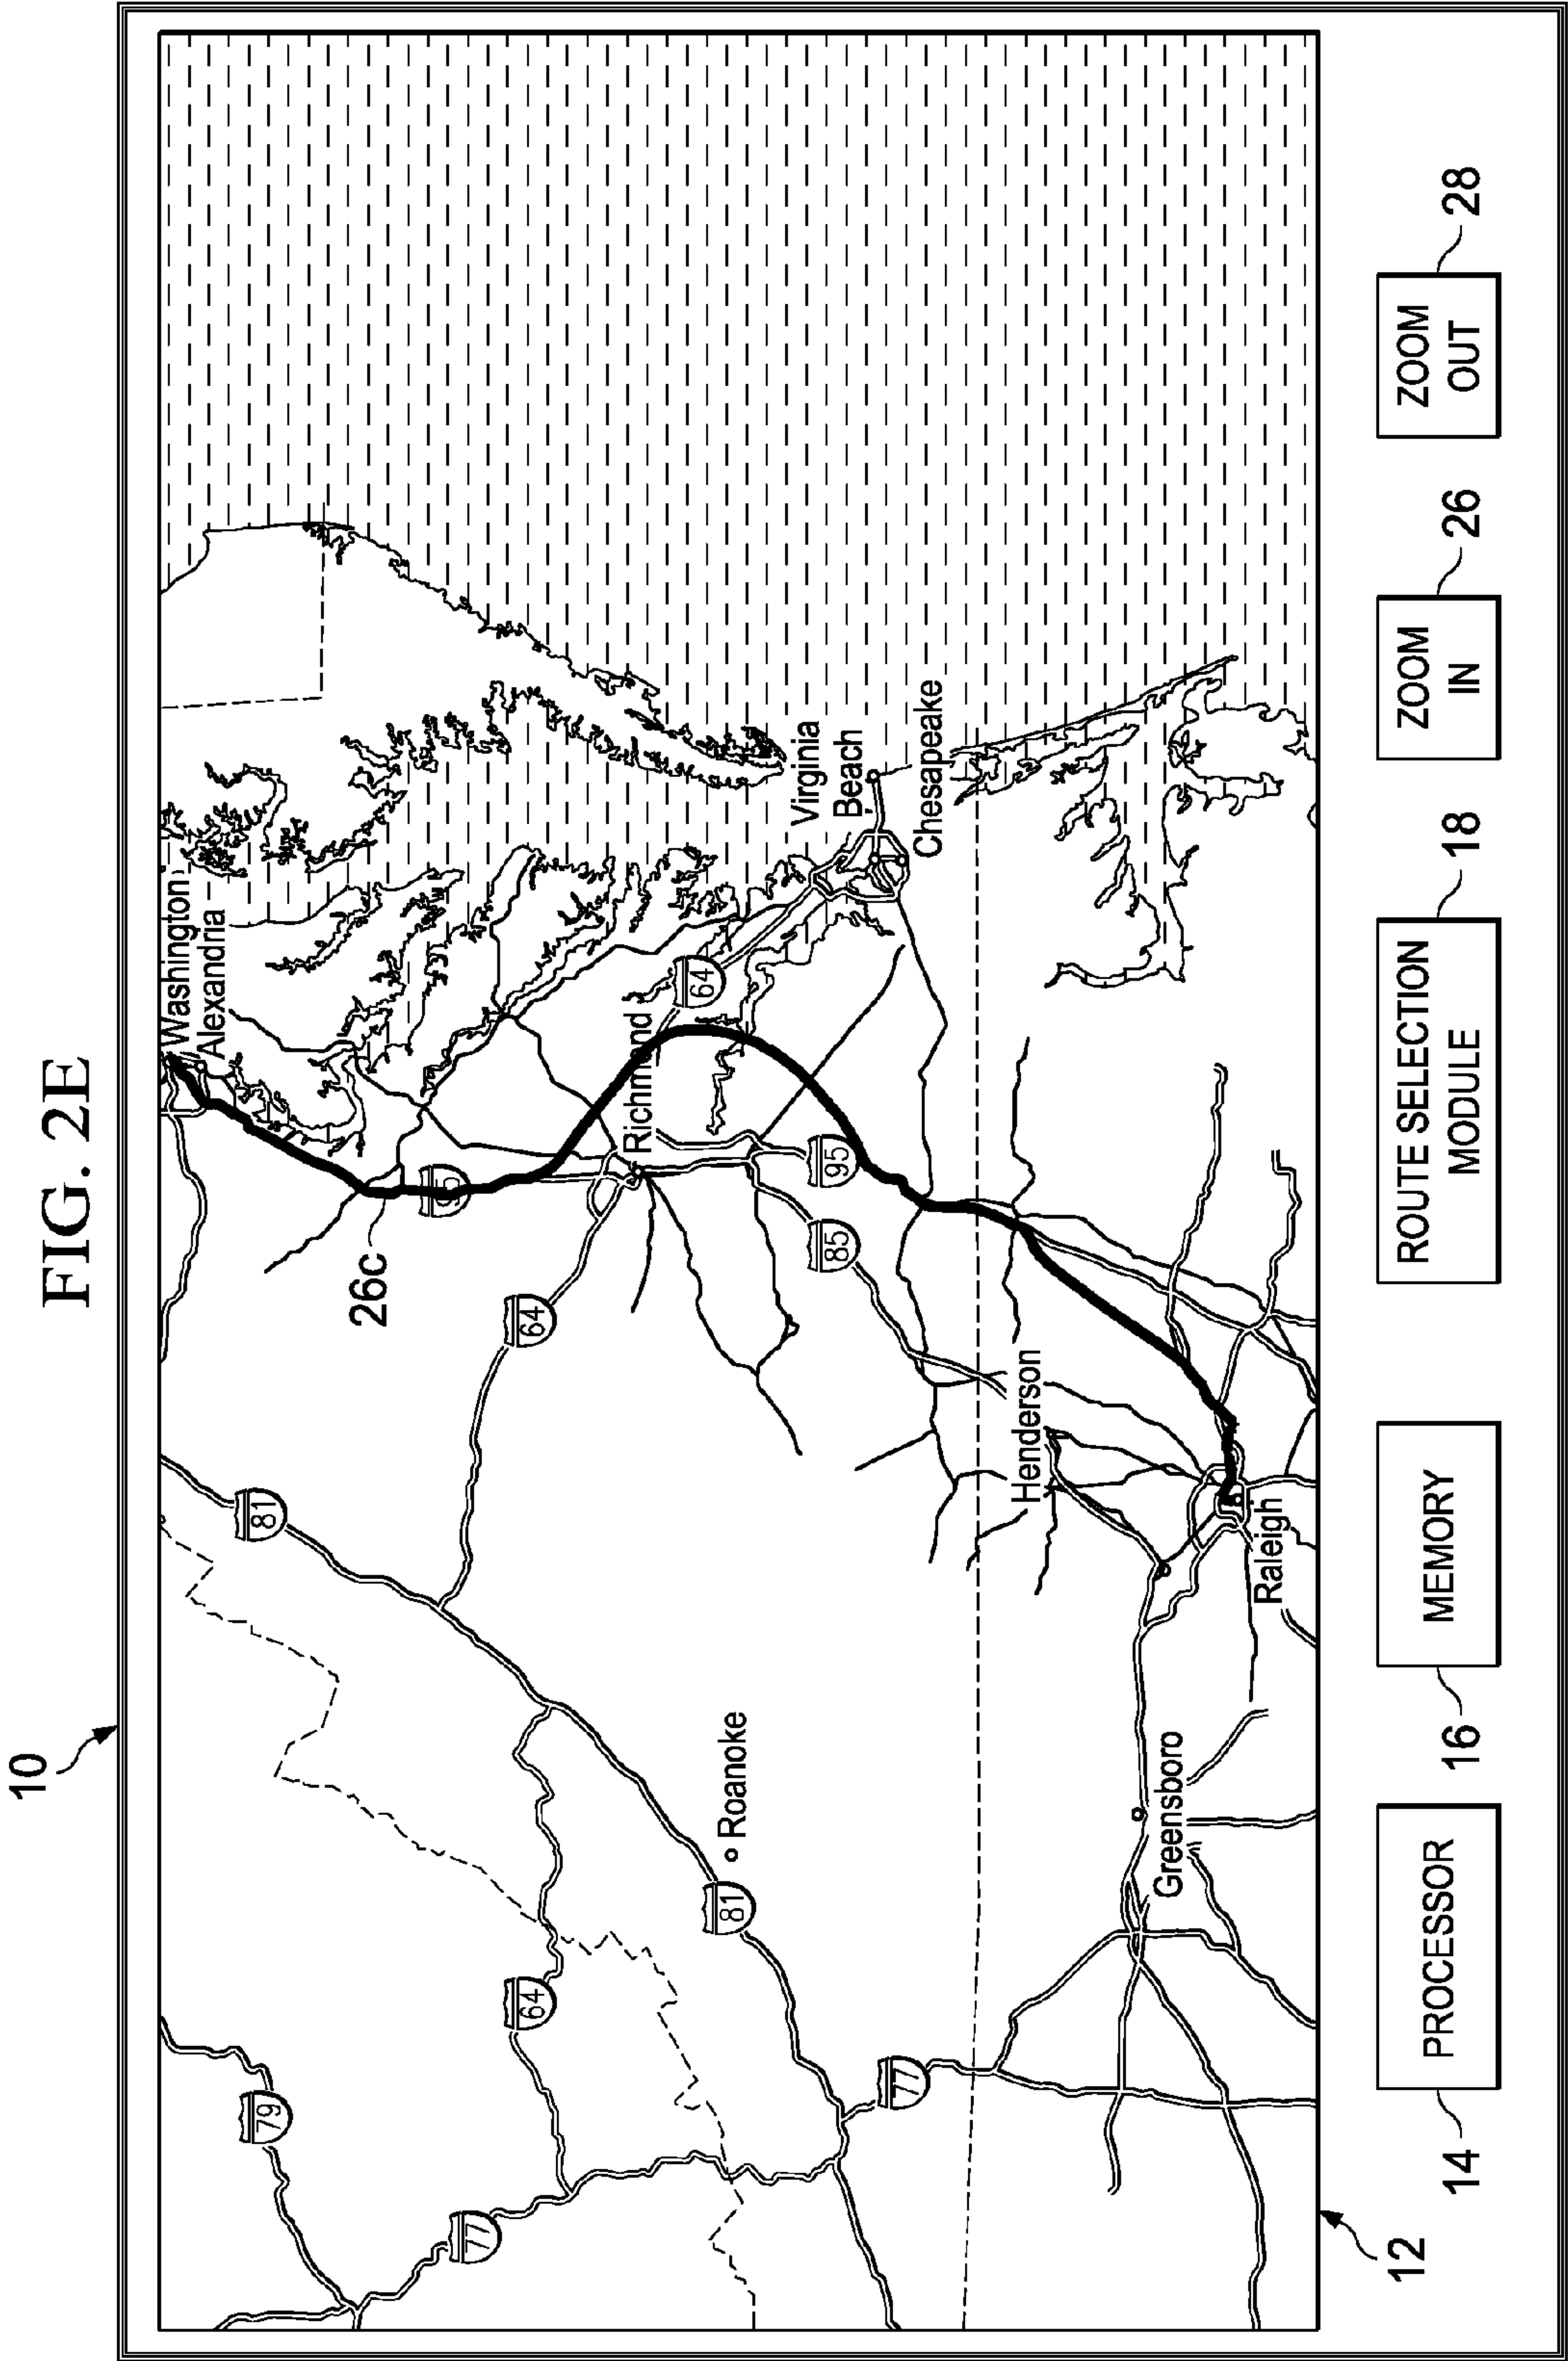 FIG. 2E
10
Washington
Alexandria
79
81
26c
95
77
64
64
Richmond
64
81
Roanoke
85
95
Virginia
Beach
Chesapeake
77
Henderson
Greensboro
Raleigh
12
14
PROCESSOR
16
MEMORY
ROUTE SELECTION
MODULE
18
ZOOM
IN
26
ZOOM
OUT
28